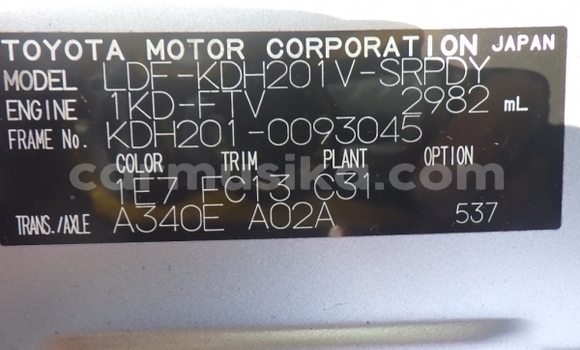 TOYOTA MOTOR CORPORATION JAPAN
MODEL LDF-KDH201V-SRPDY
ENGINE 1KD-FTV 2982 mL
FRAME No. KDH201-0093045
COLOR TRIM PLANT OPTION
1E7 FC13 C31
TRANS./AXLE A340E A02A 537